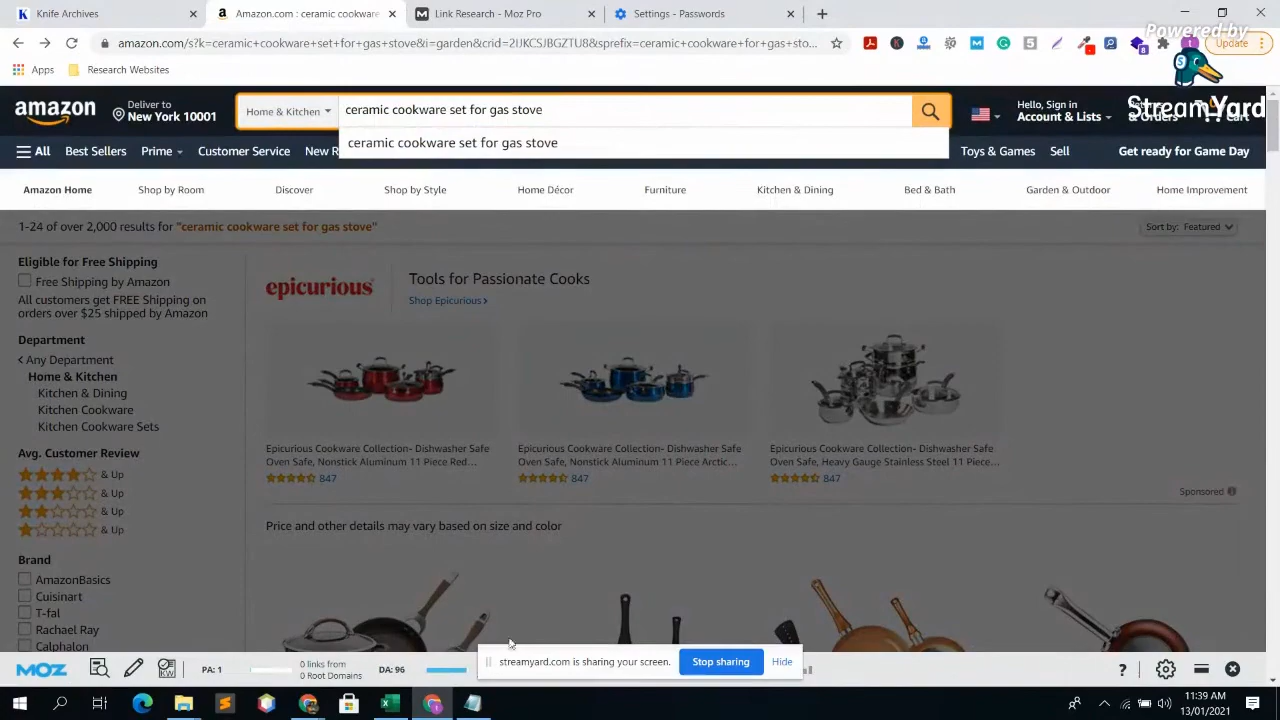 Knife Archives
Amazon.com : ceramic cookware
Link Research - Moz Pro
Settings - Passwords
Powered by
amazon.com/s?k=ceramic+cookware+set+for+gas+stove&i=garden&crid=
sprefix=ceramic+cookware+set+for+gas+sto...
Update
Apps
Research Websites
StreamYard
amazon
Deliver to
New York 10001
Home & Kitchen
ceramic cookware set for gas stove
Hello, Sign in
Account & Lists
& Orders
Cart
ceramic cookware set for gas stove
All
Best Sellers
Prime
Customer Service
New R
Toys & Games
Sell
Get ready for Game Day
Amazon Home
Shop by Room
Discover
Shop by Style
Home Décor
Furniture
Kitchen & Dining
Bed & Bath
Garden & Outdoor
Home Improvement
1-24 of over 2,000 results for "ceramic cookware set for gas stove"
Sort by: Featured
Eligible for Free Shipping
Free Shipping by Amazon
All customers get FREE Shipping on
orders over $25 shipped by Amazon
Department
Any Department
Home & Kitchen
Kitchen & Dining
Kitchen Cookware
Kitchen Cookware Sets
Avg. Customer Review
& Up
& Up
& Up
& Up
Brand
AmazonBasics
Cuisinart
T-fal
Rachael Ray
Calphalon
epicurious
Tools for Passionate Cooks
Shop Epicurious
Epicurious Cookware Collection- Dishwasher Safe
Oven Safe, Nonstick Aluminum 11 Piece Red...
847
Epicurious Cookware Collection- Dishwasher Safe
Oven Safe, Nonstick Aluminum 11 Piece Arctic...
847
Epicurious Cookware Collection- Dishwasher Safe
Oven Safe, Heavy Gauge Stainless Steel 11 Piece...
847
Sponsored
Price and other details may vary based on size and color
streamyard.com is sharing your screen.
Stop sharing
Hide
MOZ
KW
PA: 1
0 links from
0 Root Domains
DA: 96
11:39 AM
13/01/2021